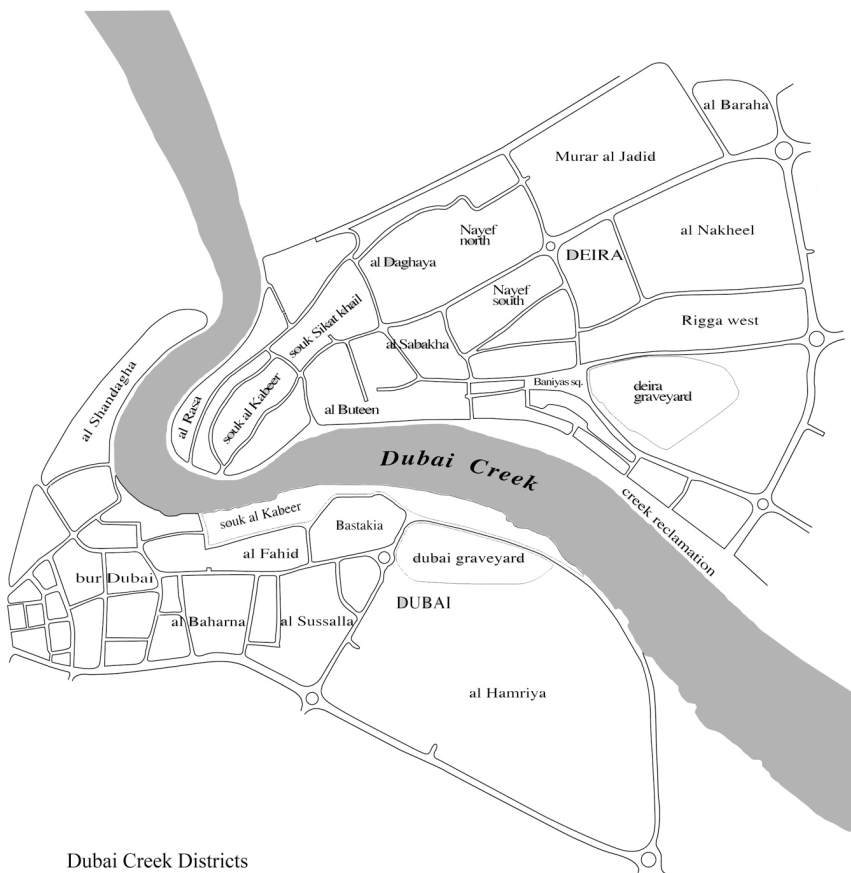 al Baraha
Murar al Jadid
Nayef
north
al Nakheel
DEIRA
al Daghaya
Nayef
south
souk Sikat khail
Rigga west
al Sabakha
Baniyas sq.
deira
graveyard
al Shandagha
al Rasa
souk al Kabeer
al Buteen
Dubai Creek
creek reclamation
souk al Kabeer
Bastakia
al Fahid
dubai graveyard
bur Dubai
DUBAI
al Baharna
al Sussalla
al Hamriya
Dubai Creek Districts